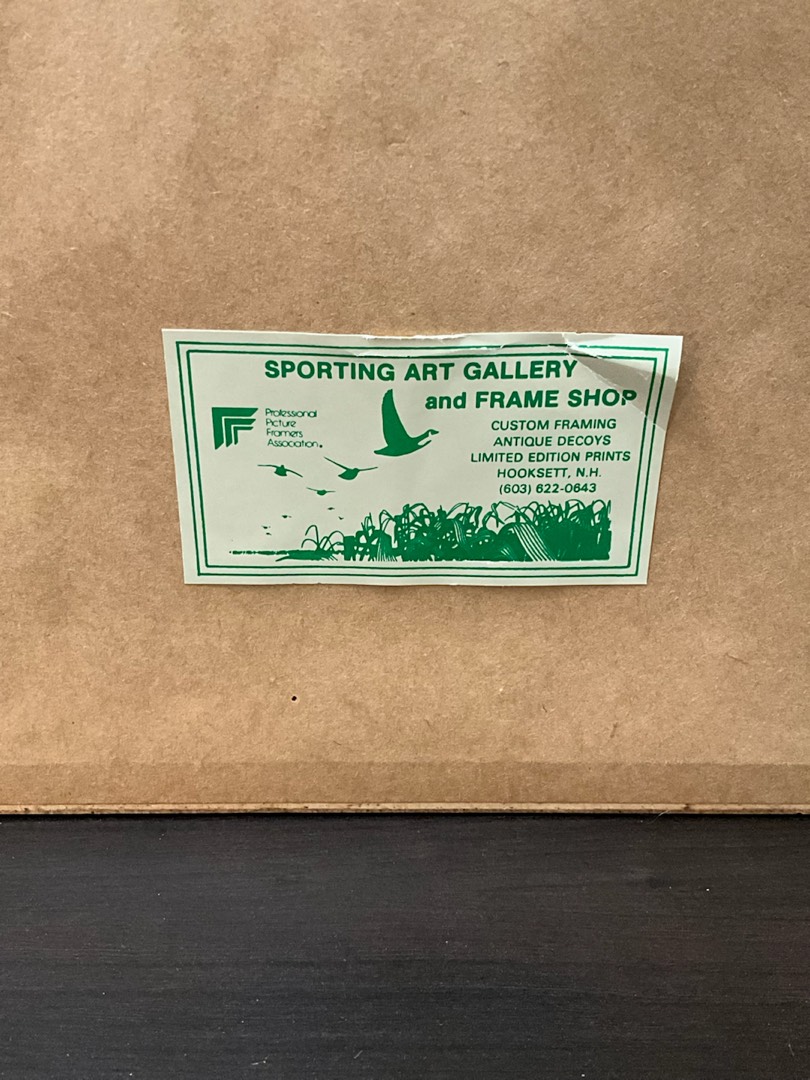 SPORTING ART GALLERY
and FRAME SHOP
Professional
Picture
Framers
Association.
CUSTOM FRAMING
ANTIQUE DECOYS
LIMITED EDITION PRINTS
HOOKSETT, N.H.
(603) 622-0643